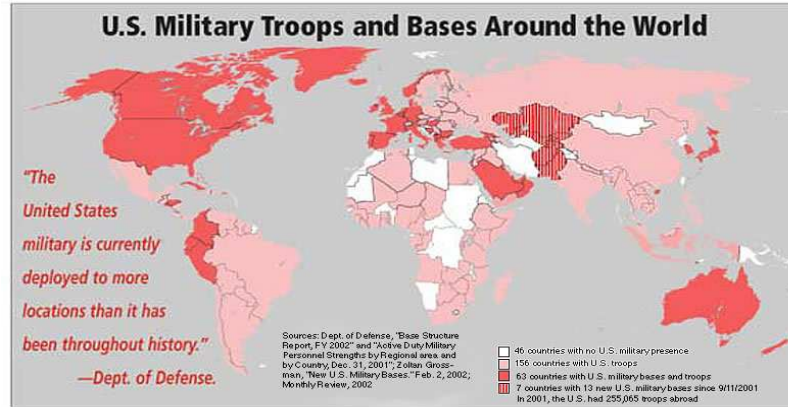 U.S. Military Troops and Bases Around the World
"The
United States
military is currently
deployed to more
locations than it has
been throughout history."
—Dept. of Defense.
Sources: Dept. of Defense, "Base Structure
Report, FY 2002" and "Active Duty Military
Personnel Strengths by Regional area and
by Country, Dec. 31, 2001"; Zoltan Gross-
man, "New U.S. Military Bases." Feb. 2, 2002;
Monthly Review, 2002
46 countries with no U.S. military presence
156 countries with U.S. troops
63 countries with U.S. military bases and troops
7 countries with 13 new U.S. military bases since 9/11/2001
In 2001, the U.S. had 255,065 troops abroad